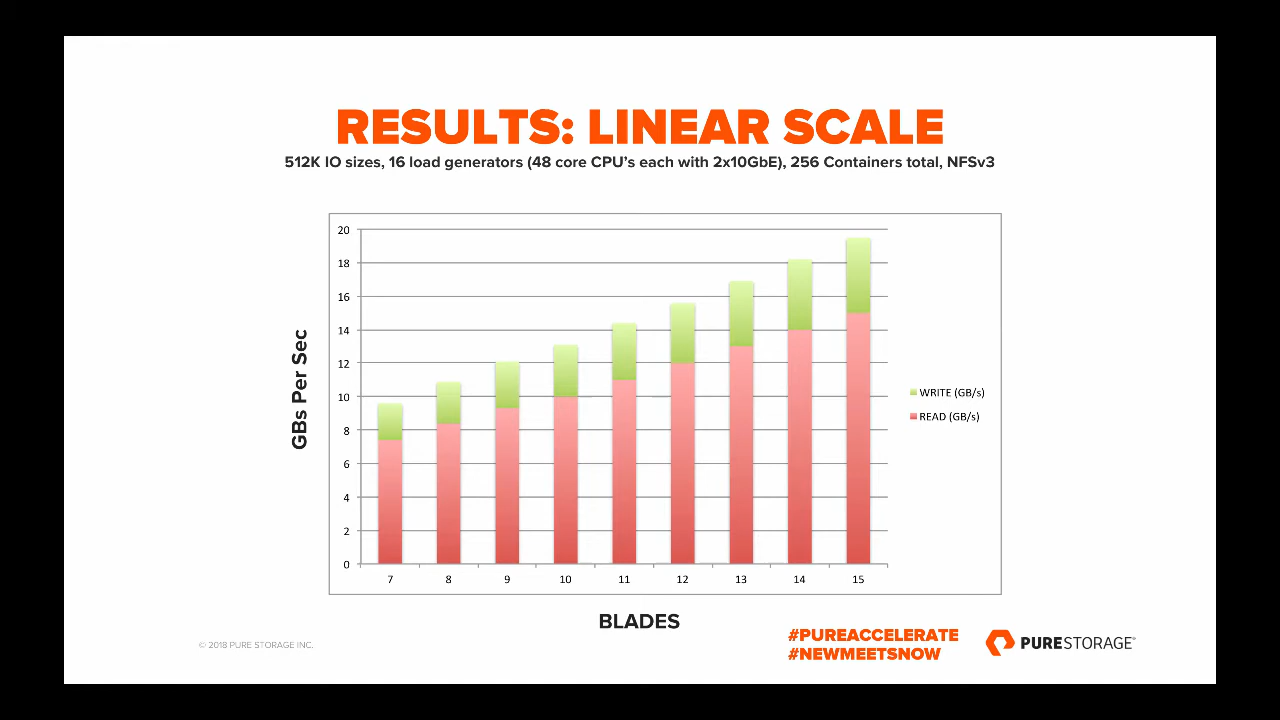 RESULTS: LINEAR SCALE
512K IO sizes, 16 load generators (48 core CPU's each with 2x10GbE), 256 Containers total, NFSv3
GBs Per Sec
20
18
16
14
12
10
8
6
4
2
0
7 8 9 10 11 12 13 14 15
WRITE (GB/s)
READ (GB/s)
BLADES
© 2018 PURE STORAGE INC.
#PUREACCELERATE
#NEWMEETSNOW
PURESTORAGE®